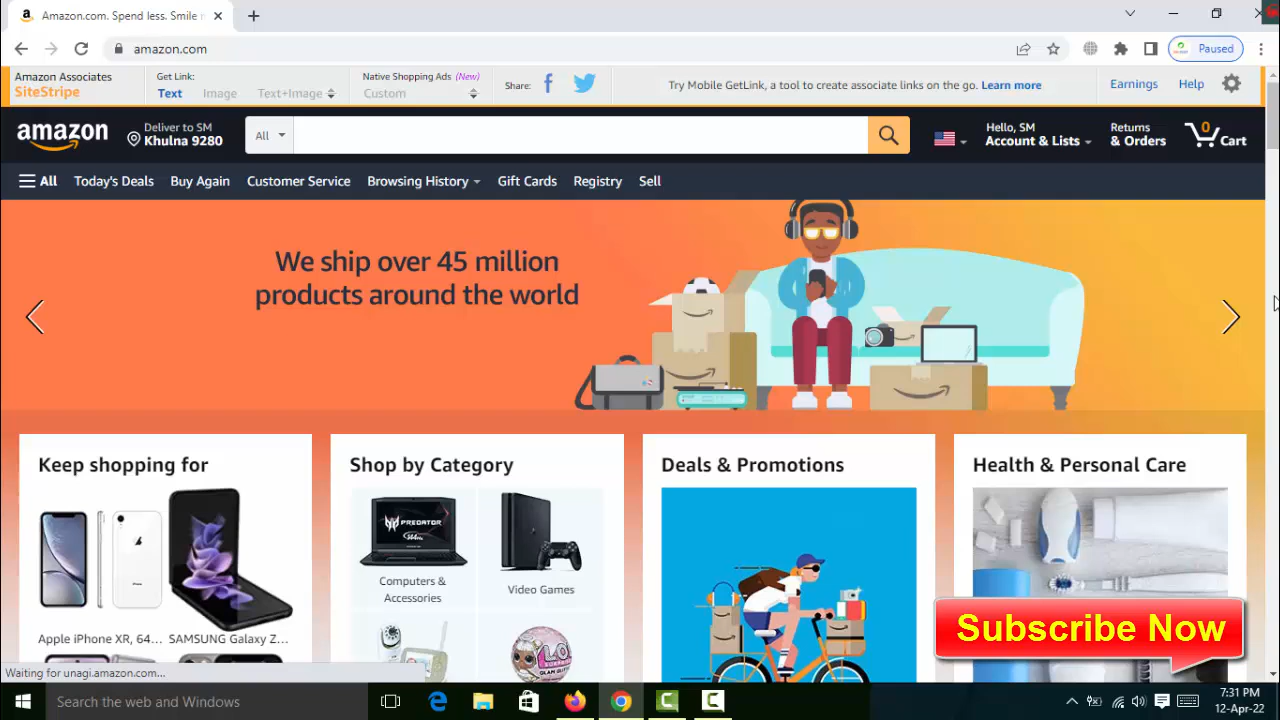 Amazon.com. Spend less. Smile
amazon.com
Paused
Amazon Associates
SiteStripe
Get Link:
Text Image Text+Image
Native Shopping Ads (New)
Custom
Share:
Try Mobile GetLink, a tool to create associate links on the go. Learn more
Earnings
Help
amazon
Deliver to SM
Khulna 9280
All
Hello, SM
Account & Lists
Returns
& Orders
0
Cart
All Today's Deals Buy Again Customer Service Browsing History Gift Cards Registry Sell
We ship over 45 million
products around the world
Keep shopping for
Shop by Category
Deals & Promotions
Health & Personal Care
PREDATOR
Computers &
Accessories
Video Games
Apple iPhone XR, 64...
SAMSUNG Galaxy Z...
Subscribe Now
Waiting for unagi.amazon.com...
Search the web and Windows
7:31 PM
12-Apr-22